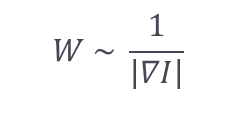 W ~ 1 / |∇I|